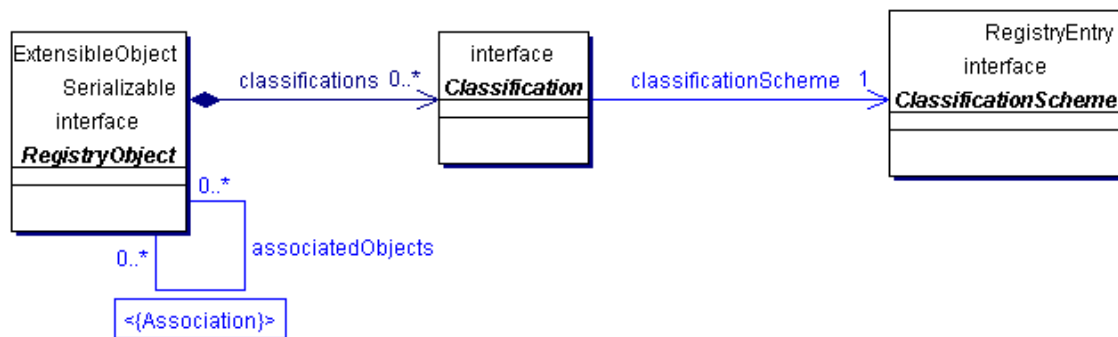 ExtensibleObject
Serializable
interface
RegistryObject
classifications 0..*
interface
Classification
classificationScheme 1
RegistryEntry
interface
ClassificationScheme
0..*
0..*
associatedObjects
<{Association}>